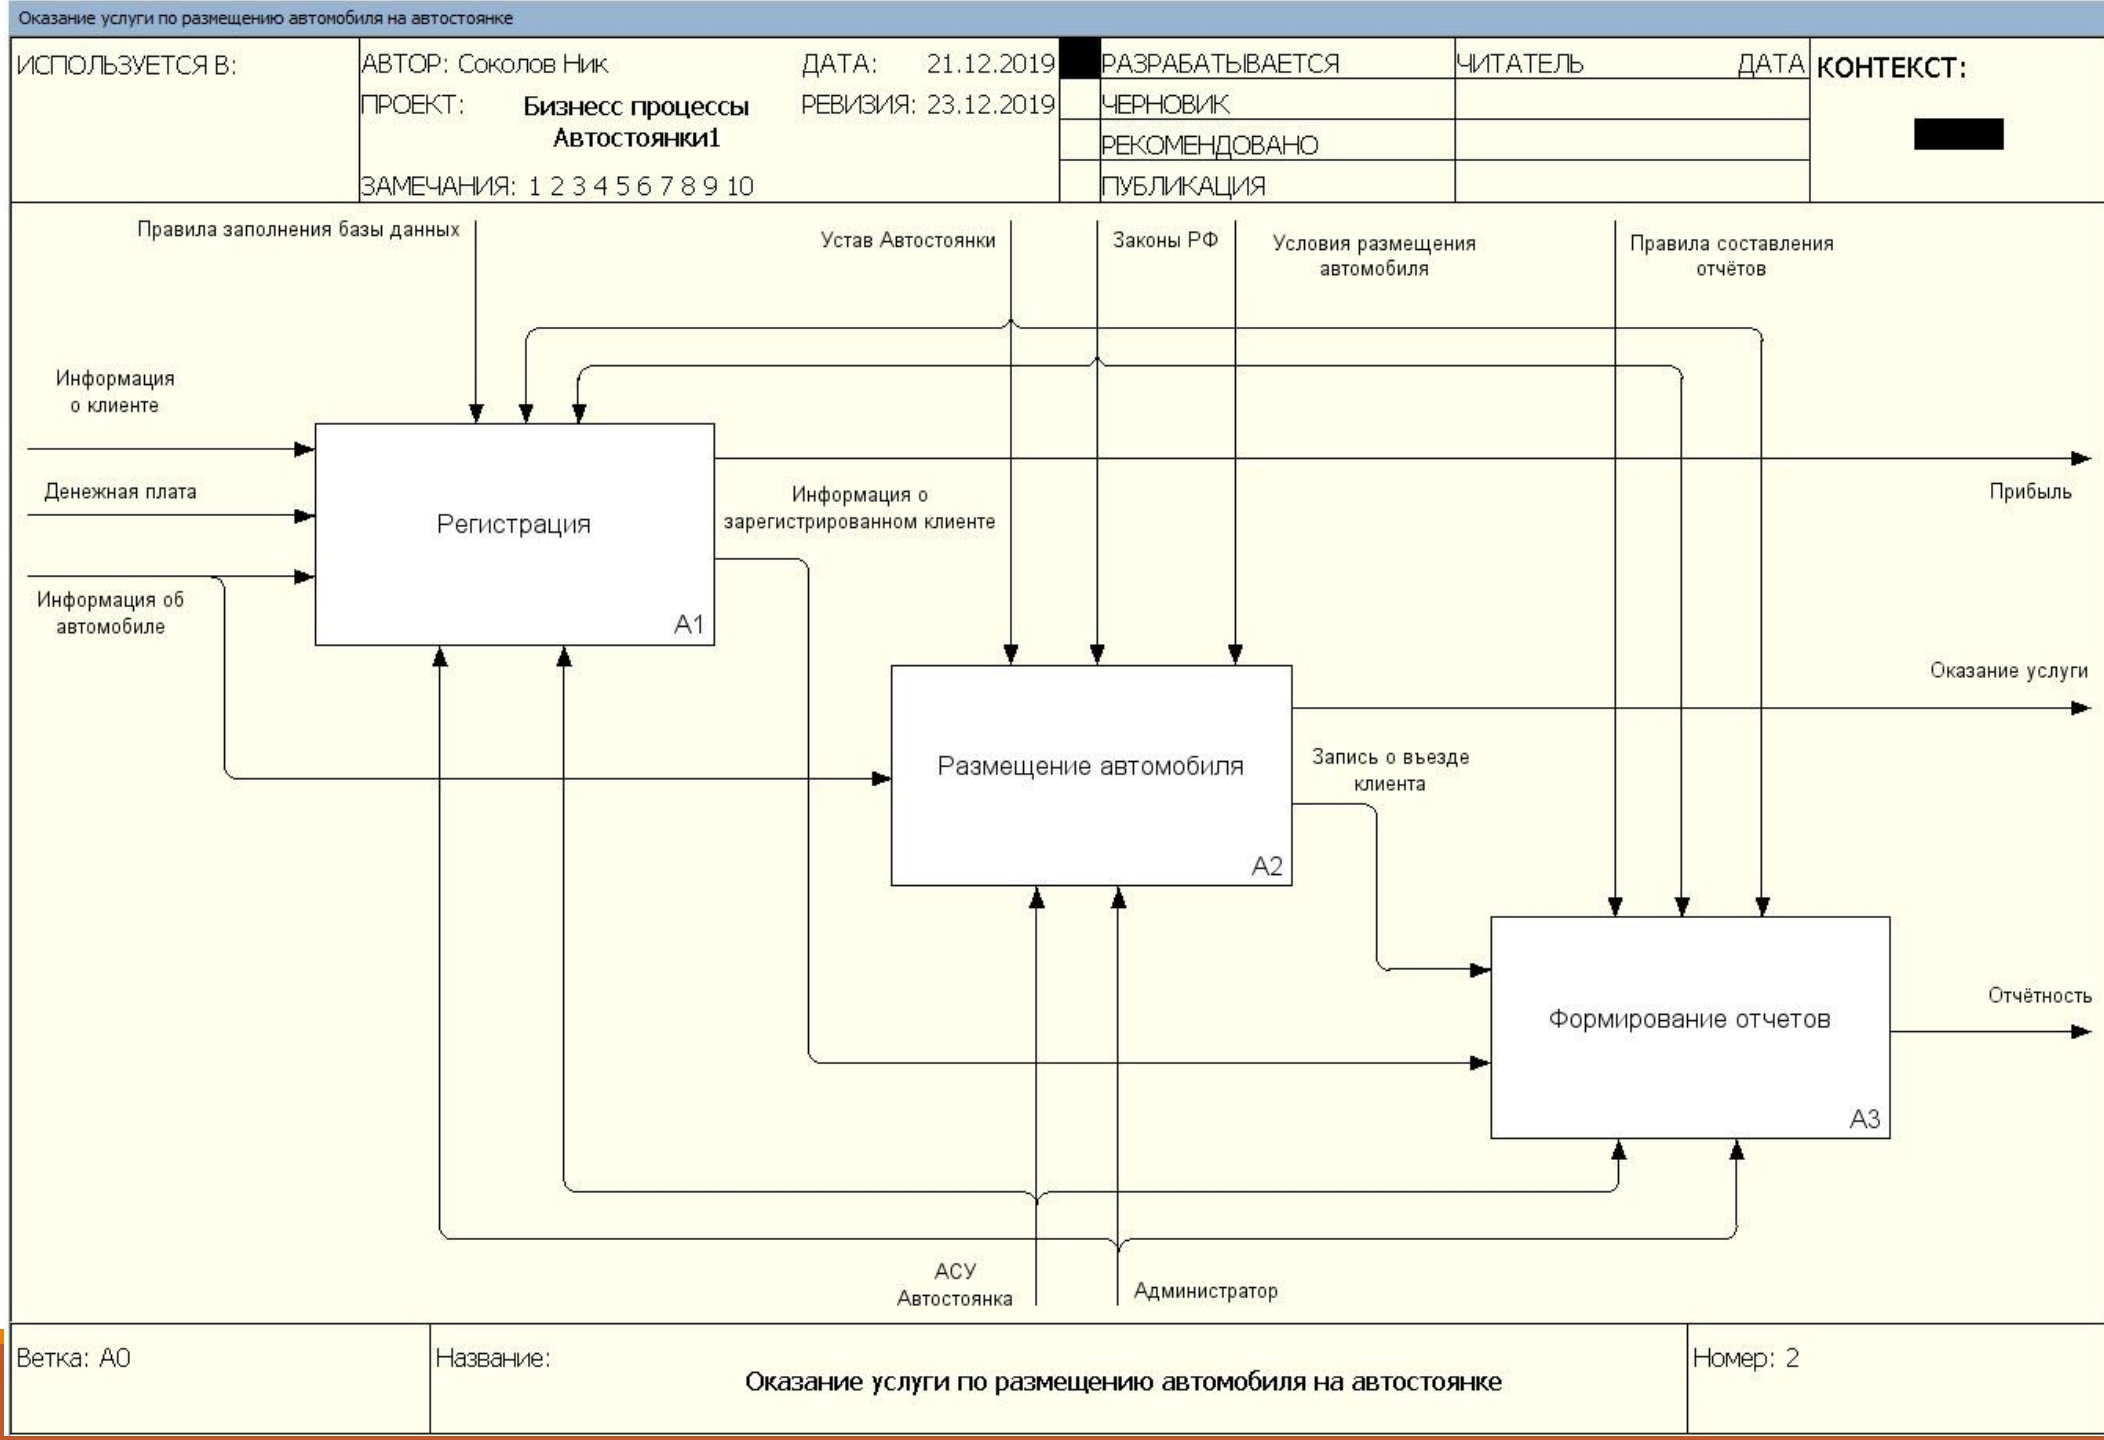 Оказание услуги по размещению автомобиля на автостоянке
ИСПОЛЬЗУЕТСЯ В:
АВТОР: Соколов Ник
ДАТА: 21.12.2019
РАЗРАБАТЫВАЕТСЯ
ЧИТАТЕЛЬ
ДАТА
КОНТЕКСТ:
ПРОЕКТ: Бизнесс процессы
Автостоянки1
РЕВИЗИЯ: 23.12.2019
ЧЕРНОВИК
РЕКОМЕНДОВАНО
ЗАМЕЧАНИЯ: 1 2 3 4 5 6 7 8 9 10
ПУБЛИКАЦИЯ
Правила заполнения базы данных
Устав Автостоянки
Законы РФ
Условия размещения
автомобиля
Правила составления
отчётов
Информация
о клиенте
Денежная плата
Информация об
автомобиле
Регистрация
A1
Информация о
зарегистрированном клиенте
Прибыль
Оказание услуги
Размещение автомобиля
A2
Запись о въезде
клиента
Формирование отчетов
A3
Отчётность
АСУ
Автостоянка
Администратор
Ветка: A0
Название:
Оказание услуги по размещению автомобиля на автостоянке
Номер: 2